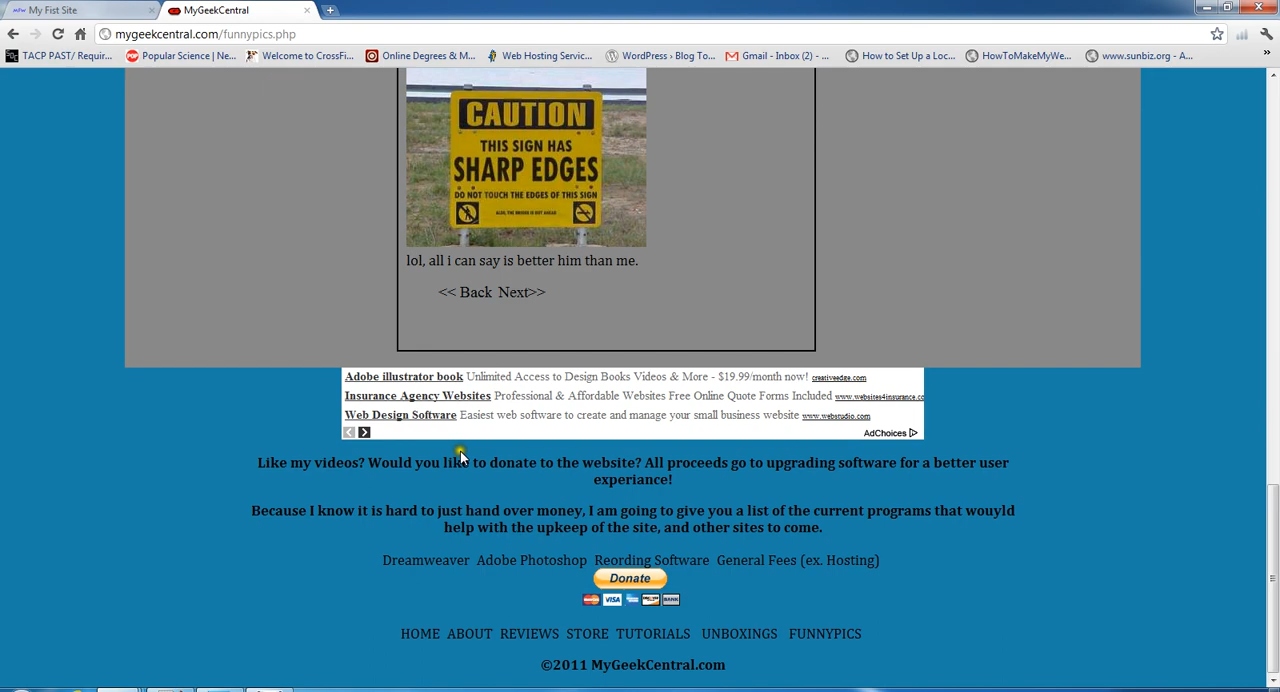 My Fist Site
MyGeekCentral
mygeekcentral.com/funnypics.php
TACP PAST/ Requir...
Popular Science | Ne...
Welcome to CrossFi...
Online Degrees & M...
Web Hosting Servic...
WordPress › Blog To...
Gmail - Inbox (2) - ...
How to Set Up a Loc...
HowToMakeMyWe...
www.sunbiz.org - A...
CAUTION
THIS SIGN HAS
SHARP EDGES
DO NOT TOUCH THE EDGES OF THIS SIGN
ALSO, THE BRIDGE IS OUT AHEAD
lol, all i can say is better him than me.
<< Back Next>>
Adobe illustrator book Unlimited Access to Design Books Videos & More - $19.99/month now! creativeedge.com
Insurance Agency Websites Professional & Affordable Websites Free Online Quote Forms Included www.websites4insurance.co
Web Design Software Easiest web software to create and manage your small business website www.webstudio.com
AdChoices
Like my videos? Would you like to donate to the website? All proceeds go to upgrading software for a better user
experiance!
Because I know it is hard to just hand over money, I am going to give you a list of the current programs that wouyld
help with the upkeep of the site, and other sites to come.
Dreamweaver Adobe Photoshop Reording Software General Fees (ex. Hosting)
Donate
VISA
BANK
HOME ABOUT REVIEWS STORE TUTORIALS UNBOXINGS FUNNYPICS
©2011 MyGeekCentral.com